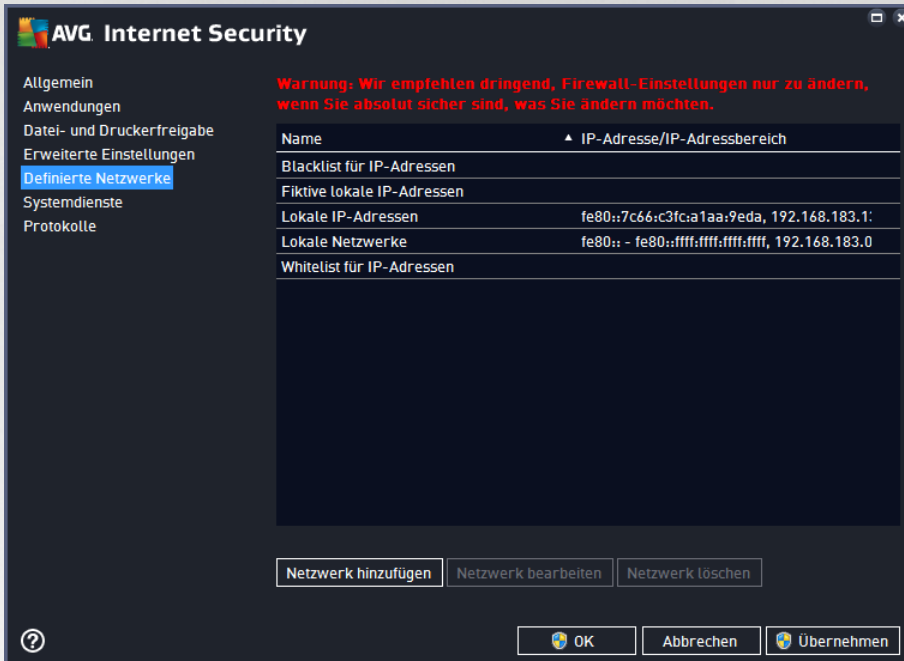 AVG Internet Security
Allgemein
Anwendungen
Datei- und Druckerfreigabe
Erweiterte Einstellungen
Definierte Netzwerke
Systemdienste
Protokolle
Warnung: Wir empfehlen dringend, Firewall-Einstellungen nur zu ändern,
wenn Sie absolut sicher sind, was Sie ändern möchten.
Name ▲ IP-Adresse/IP-Adressbereich
Blacklist für IP-Adressen
Fiktive lokale IP-Adressen
Lokale IP-Adressen fe80::7c66:c3fc:a1aa:9eda, 192.168.183.1
Lokale Netzwerke fe80:: - fe80::ffff:ffff:ffff:ffff, 192.168.183.0
Whitelist für IP-Adressen
Netzwerk hinzufügen Netzwerk bearbeiten Netzwerk löschen
? OK Abbrechen Übernehmen